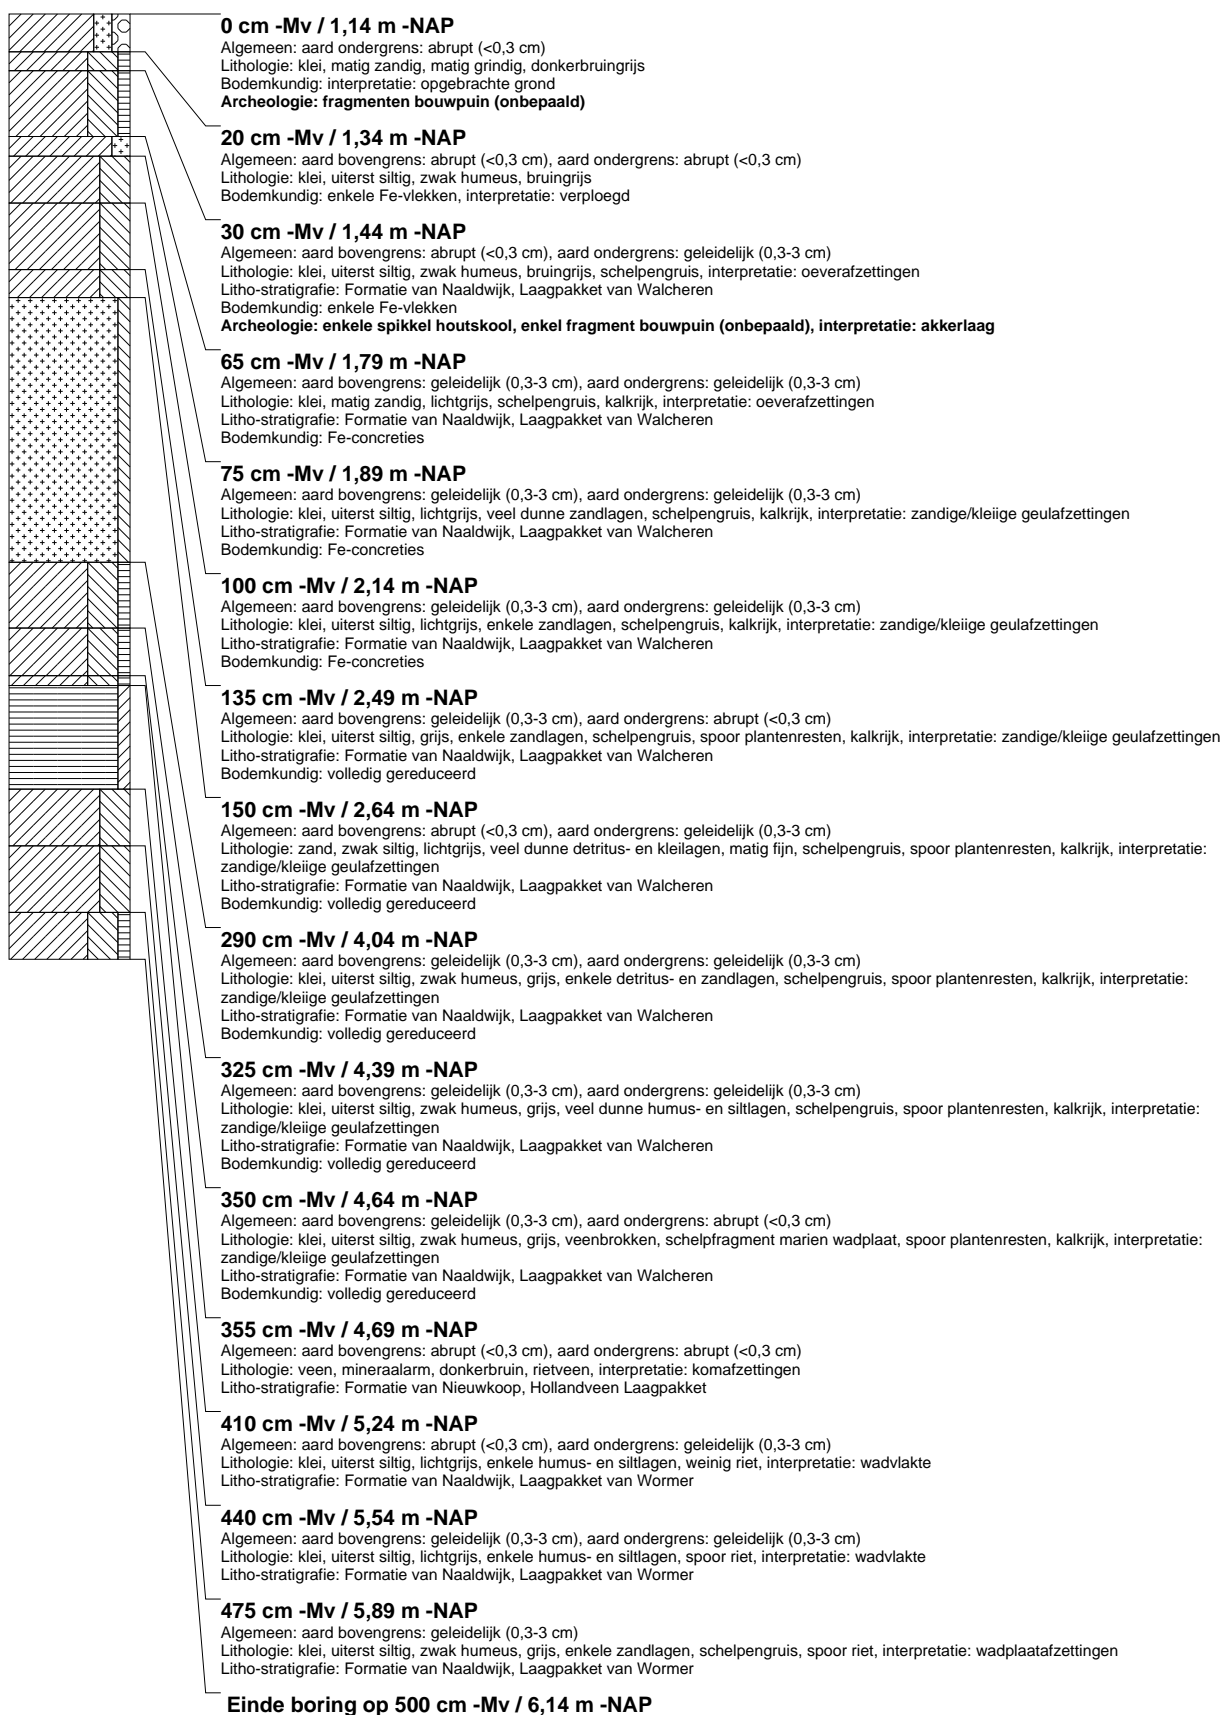 0 cm -Mv / 1,14 m -NAP
Algemeen: aard ondergrens: abrupt (<0,3 cm)
Lithologie: klei, matig zandig, matig grindig, donkerbruingrijs
Bodemkundig: interpretatie: opgebrachte grond
Archeologie: fragmenten bouwpuin (onbepaald)
20 cm -Mv / 1,34 m -NAP
Algemeen: aard bovengrens: abrupt (<0,3 cm), aard ondergrens: abrupt (<0,3 cm)
Lithologie: klei, uiterst siltig, zwak humeus, bruingrijs
Bodemkundig: enkele Fe-vlekken, interpretatie: verploegd
30 cm -Mv / 1,44 m -NAP
Algemeen: aard bovengrens: abrupt (<0,3 cm), aard ondergrens: geleidelijk (0,3-3 cm)
Lithologie: klei, uiterst siltig, zwak humeus, bruingrijs, schelpengruis, interpretatie: oeverafzettingen
Litho-stratigrafie: Formatie van Naaldwijk, Laagpakket van Walcheren
Bodemkundig: enkele Fe-vlekken
Archeologie: enkele spikkel houtskool, enkel fragment bouwpuin (onbepaald), interpretatie: akkerlaag
65 cm -Mv / 1,79 m -NAP
Algemeen: aard bovengrens: geleidelijk (0,3-3 cm), aard ondergrens: geleidelijk (0,3-3 cm)
Lithologie: klei, matig zandig, lichtgrijs, schelpengruis, kalkrijk, interpretatie: oeverafzettingen
Litho-stratigrafie: Formatie van Naaldwijk, Laagpakket van Walcheren
Bodemkundig: Fe-concreties
75 cm -Mv / 1,89 m -NAP
Algemeen: aard bovengrens: geleidelijk (0,3-3 cm), aard ondergrens: geleidelijk (0,3-3 cm)
Lithologie: klei, uiterst siltig, lichtgrijs, veel dunne zandlagen, schelpengruis, kalkrijk, interpretatie: zandige/kleiige geulafzettingen
Litho-stratigrafie: Formatie van Naaldwijk, Laagpakket van Walcheren
Bodemkundig: Fe-concreties
100 cm -Mv / 2,14 m -NAP
Algemeen: aard bovengrens: geleidelijk (0,3-3 cm), aard ondergrens: geleidelijk (0,3-3 cm)
Lithologie: klei, uiterst siltig, lichtgrijs, enkele zandlagen, schelpengruis, kalkrijk, interpretatie: zandige/kleiige geulafzettingen
Litho-stratigrafie: Formatie van Naaldwijk, Laagpakket van Walcheren
Bodemkundig: Fe-concreties
135 cm -Mv / 2,49 m -NAP
Algemeen: aard bovengrens: geleidelijk (0,3-3 cm), aard ondergrens: abrupt (<0,3 cm)
Lithologie: klei, uiterst siltig, grijs, enkele zandlagen, schelpengruis, spoor plantenresten, kalkrijk, interpretatie: zandige/kleiige geulafzettingen
Litho-stratigrafie: Formatie van Naaldwijk, Laagpakket van Walcheren
Bodemkundig: volledig gereduceerd
150 cm -Mv / 2,64 m -NAP
Algemeen: aard bovengrens: abrupt (<0,3 cm), aard ondergrens: geleidelijk (0,3-3 cm)
Lithologie: zand, zwak siltig, lichtgrijs, veel dunne detritus- en kleilagen, matig fijn, schelpengruis, spoor plantenresten, kalkrijk, interpretatie:
zandige/kleiige geulafzettingen
Litho-stratigrafie: Formatie van Naaldwijk, Laagpakket van Walcheren
Bodemkundig: volledig gereduceerd
290 cm -Mv / 4,04 m -NAP
Algemeen: aard bovengrens: geleidelijk (0,3-3 cm), aard ondergrens: geleidelijk (0,3-3 cm)
Lithologie: klei, uiterst siltig, zwak humeus, grijs, enkele detritus- en zandlagen, schelpengruis, spoor plantenresten, kalkrijk, interpretatie:
zandige/kleiige geulafzettingen
Litho-stratigrafie: Formatie van Naaldwijk, Laagpakket van Walcheren
Bodemkundig: volledig gereduceerd
325 cm -Mv / 4,39 m -NAP
Algemeen: aard bovengrens: geleidelijk (0,3-3 cm), aard ondergrens: geleidelijk (0,3-3 cm)
Lithologie: klei, uiterst siltig, zwak humeus, grijs, veel dunne humus- en siltlagen, schelpengruis, spoor plantenresten, kalkrijk, interpretatie:
zandige/kleiige geulafzettingen
Litho-stratigrafie: Formatie van Naaldwijk, Laagpakket van Walcheren
Bodemkundig: volledig gereduceerd
350 cm -Mv / 4,64 m -NAP
Algemeen: aard bovengrens: geleidelijk (0,3-3 cm), aard ondergrens: abrupt (<0,3 cm)
Lithologie: klei, uiterst siltig, zwak humeus, grijs, veenbrokken, schelpfragment marien wadplaat, spoor plantenresten, kalkrijk, interpretatie:
zandige/kleiige geulafzettingen
Litho-stratigrafie: Formatie van Naaldwijk, Laagpakket van Walcheren
Bodemkundig: volledig gereduceerd
355 cm -Mv / 4,69 m -NAP
Algemeen: aard bovengrens: abrupt (<0,3 cm), aard ondergrens: abrupt (<0,3 cm)
Lithologie: veen, mineraalarm, donkerbruin, rietveen, interpretatie: komafzettingen
Litho-stratigrafie: Formatie van Nieuwkoop, Hollandveen Laagpakket
410 cm -Mv / 5,24 m -NAP
Algemeen: aard bovengrens: abrupt (<0,3 cm), aard ondergrens: geleidelijk (0,3-3 cm)
Lithologie: klei, uiterst siltig, lichtgrijs, enkele humus- en siltlagen, weinig riet, interpretatie: wadvlakte
Litho-stratigrafie: Formatie van Naaldwijk, Laagpakket van Wormer
440 cm -Mv / 5,54 m -NAP
Algemeen: aard bovengrens: geleidelijk (0,3-3 cm), aard ondergrens: geleidelijk (0,3-3 cm)
Lithologie: klei, uiterst siltig, lichtgrijs, enkele humus- en siltlagen, spoor riet, interpretatie: wadvlakte
Litho-stratigrafie: Formatie van Naaldwijk, Laagpakket van Wormer
475 cm -Mv / 5,89 m -NAP
Algemeen: aard bovengrens: geleidelijk (0,3-3 cm)
Lithologie: klei, uiterst siltig, zwak humeus, grijs, enkele zandlagen, schelpengruis, spoor riet, interpretatie: wadplaatafzettingen
Litho-stratigrafie: Formatie van Naaldwijk, Laagpakket van Wormer
Einde boring op 500 cm -Mv / 6,14 m -NAP